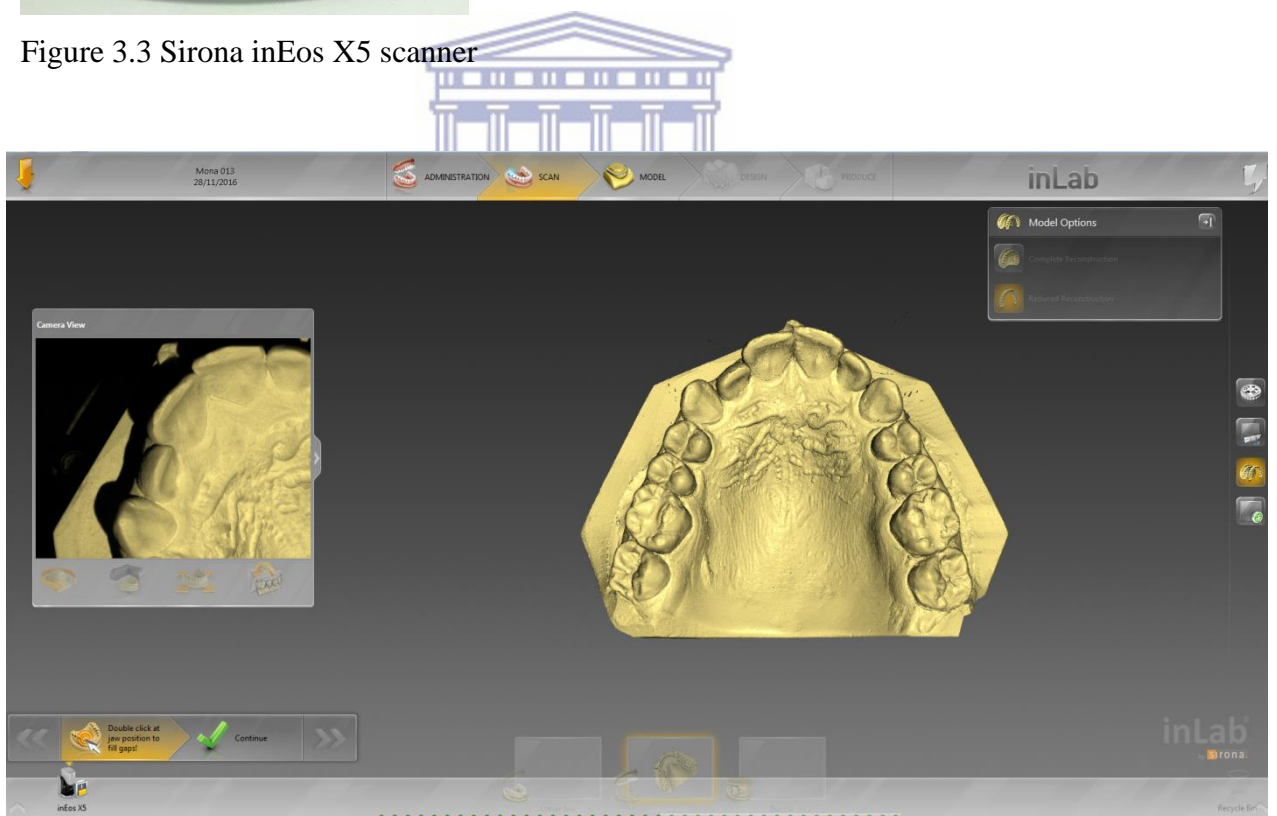 Figure 3.3 Sirona inEos X5 scanner
Mona 013
28/11/2016
ADMINISTRATION
SCAN
MODEL
DESIGN
PRODUCE
inLab
Model Options
Complete Reconstruction
Reduced Reconstruction
Camera View
Double click at
jaw position to
fill gaps!
Continue
inLab
by sirona.
inEos X5
Recycle Bin